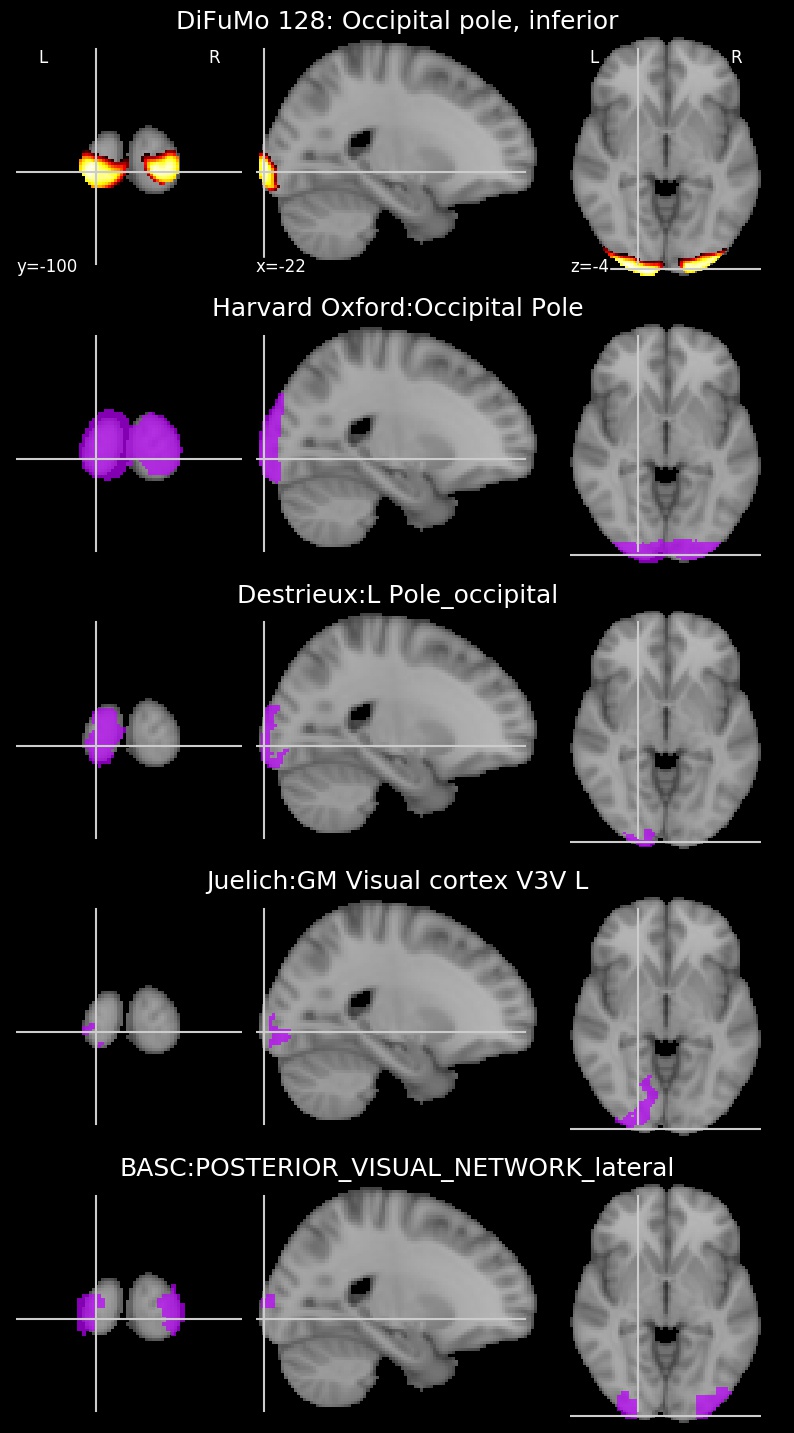 DiFuMo 128: Occipital pole, inferior
L R L R
y=-100 x=-22 z=-4
Harvard Oxford:Occipital Pole
Destrieux:L Pole_occipital
Juelich:GM Visual cortex V3V L
BASC:POSTERIOR_VISUAL_NETWORK_lateral